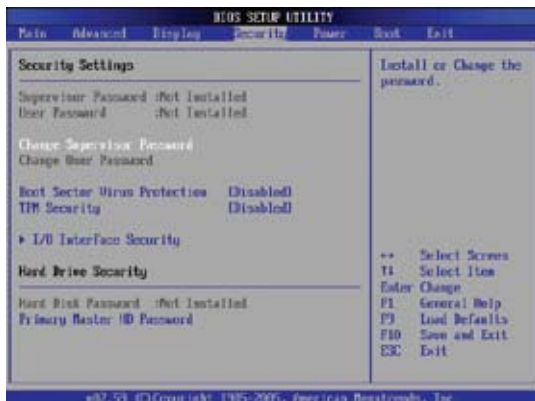 BIOS SETUP UTILITY
Main Advanced Display Security Power Boot Exit
Security Settings
Supervisor Password :Not Installed
User Password :Not Installed
Change Supervisor Password
Change User Password
Boot Sector Virus Protection [Disabled]
TPM Security [Disabled]
I/O Interface Security
Hard Drive Security
Hard Disk Password :Not Installed
Primary Master HD Password
Install or Change the
password.
↔ Select Screen
↑↓ Select Item
Enter Change
F1 General Help
F9 Load Defaults
F10 Save and Exit
ESC Exit
v02.59 (C)Copyright 1985-2005, American Megatrends, Inc.